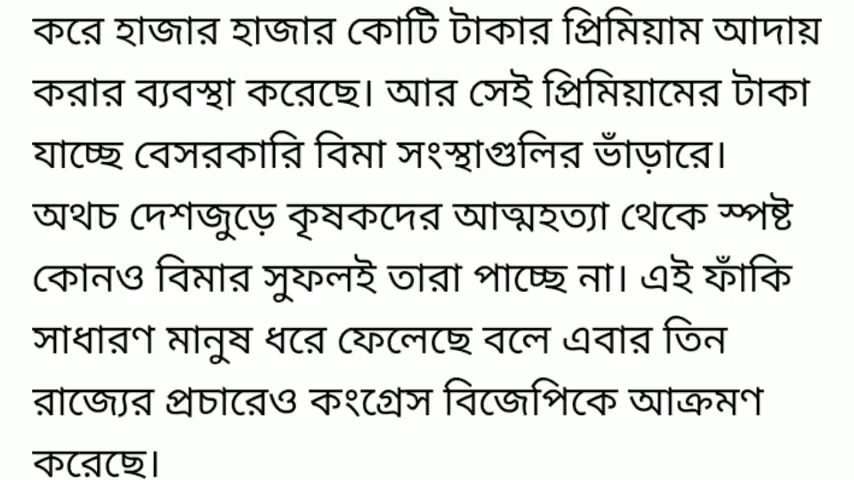 করে হাজার হাজার কোটি টাকার প্রিমিয়াম আদায়
করার ব্যবস্থা করেছে। আর সেই প্রিমিয়ামের টাকা
যাচ্ছে বেসরকারি বিমা সংস্থাগুলির ভাঁড়ারে।
অথচ দেশজুড়ে কৃষকদের আত্মহত্যা থেকে স্পষ্ট
কোনও বিমার সুফলই তারা পাচ্ছে না। এই ফাঁকি
সাধারণ মানুষ ধরে ফেলেছে বলে এবার তিন
রাজ্যের প্রচারেও কংগ্রেস বিজেপিকে আক্রমণ
করেছে।